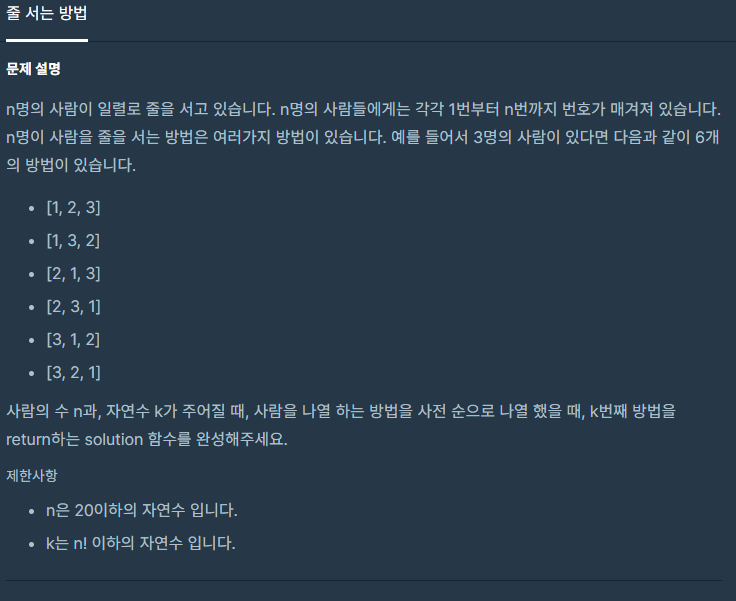 줄 서는 방법
문제 설명
n명의 사람이 일렬로 줄을 서고 있습니다. n명의 사람들에게는 각각 1번부터 n번까지 번호가 매겨져 있습니다.
n명이 사람을 줄을 서는 방법은 여러가지 방법이 있습니다. 예를 들어서 3명의 사람이 있다면 다음과 같이 6개
의 방법이 있습니다.
• [1, 2, 3]
• [1, 3, 2]
• [2, 1, 3]
• [2, 3, 1]
• [3, 1, 2]
• [3, 2, 1]
사람의 수 n과, 자연수 k가 주어질 때, 사람을 나열 하는 방법을 사전 순으로 나열 했을 때, k번째 방법을
return하는 solution 함수를 완성해주세요.
제한사항
• n은 20이하의 자연수 입니다.
• k는 n! 이하의 자연수 입니다.